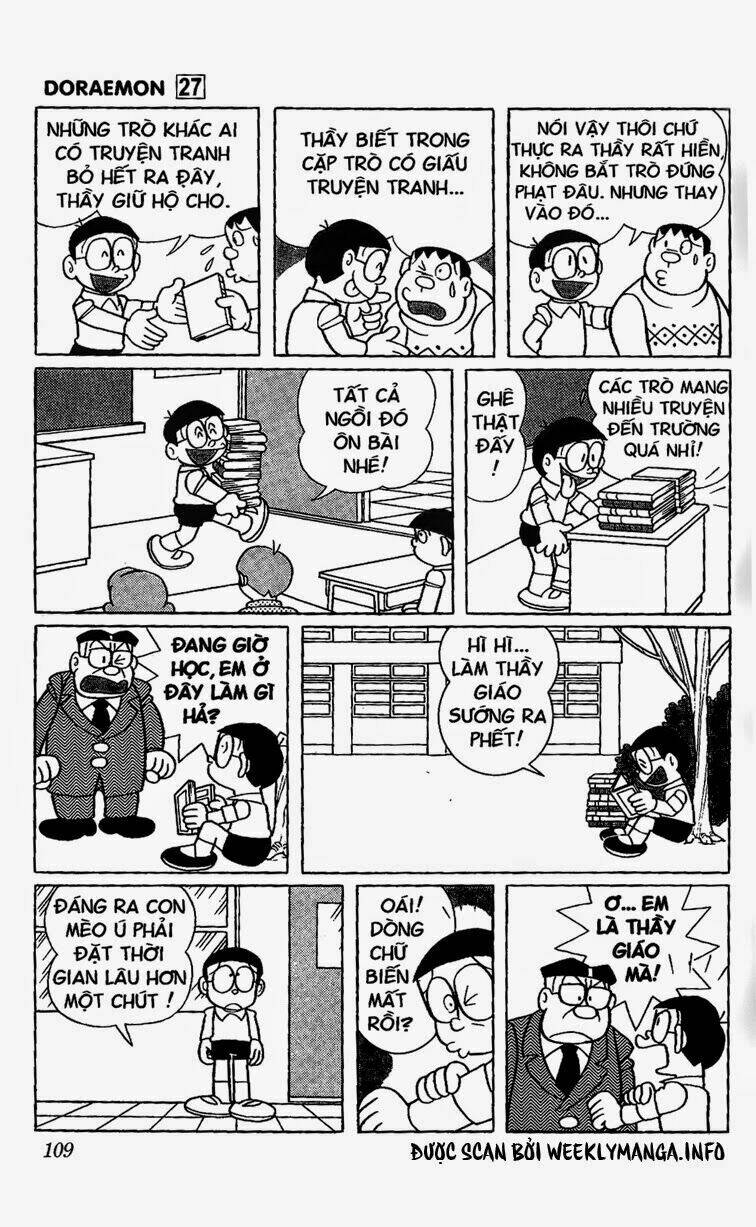 DORAEMON 27
NÓI VẬY THÔI CHỨ
THỰC RA THẦY RẤT HIỀN,
KHÔNG BẮT TRÒ ĐỨNG
PHẠT ĐÂU. NHƯNG THAY
VÀO ĐÓ...
THẦY BIẾT TRONG
CẶP TRÒ CÓ GIẤU
TRUYỆN TRANH...
NHỮNG TRÒ KHÁC AI
CÓ TRUYỆN TRANH
BỎ HẾT RA ĐÂY,
THẦY GIỮ HỘ CHO.
CÁC TRÒ MANG
NHIỀU TRUYỆN
ĐẾN TRƯỜNG
QUÁ NHỈ!
GHÊ
THẬT
ĐẤY
!
TẤT CẢ
NGỒI ĐÓ
ÔN BÀI
NHÉ!
HÌ HÌ...
LÀM THẦY
GIÁO
SƯỚNG RA
PHẾT!
ĐANG GIỜ
HỌC, EM Ở
ĐÂY LÀM GÌ
HẢ?
Ơ... EM
LÀ THẦY
GIÁO
MÀ!
OÁI!
DÒNG
CHỮ
BIẾN
MẤT
RỒI?
ĐÁNG RA CON
MÈO Ú PHẢI
ĐẶT THỜI
GIAN LÂU HƠN
MỘT CHÚT !
109
ĐƯỢC SCAN BỞI WEEKLYMANGA.INFO